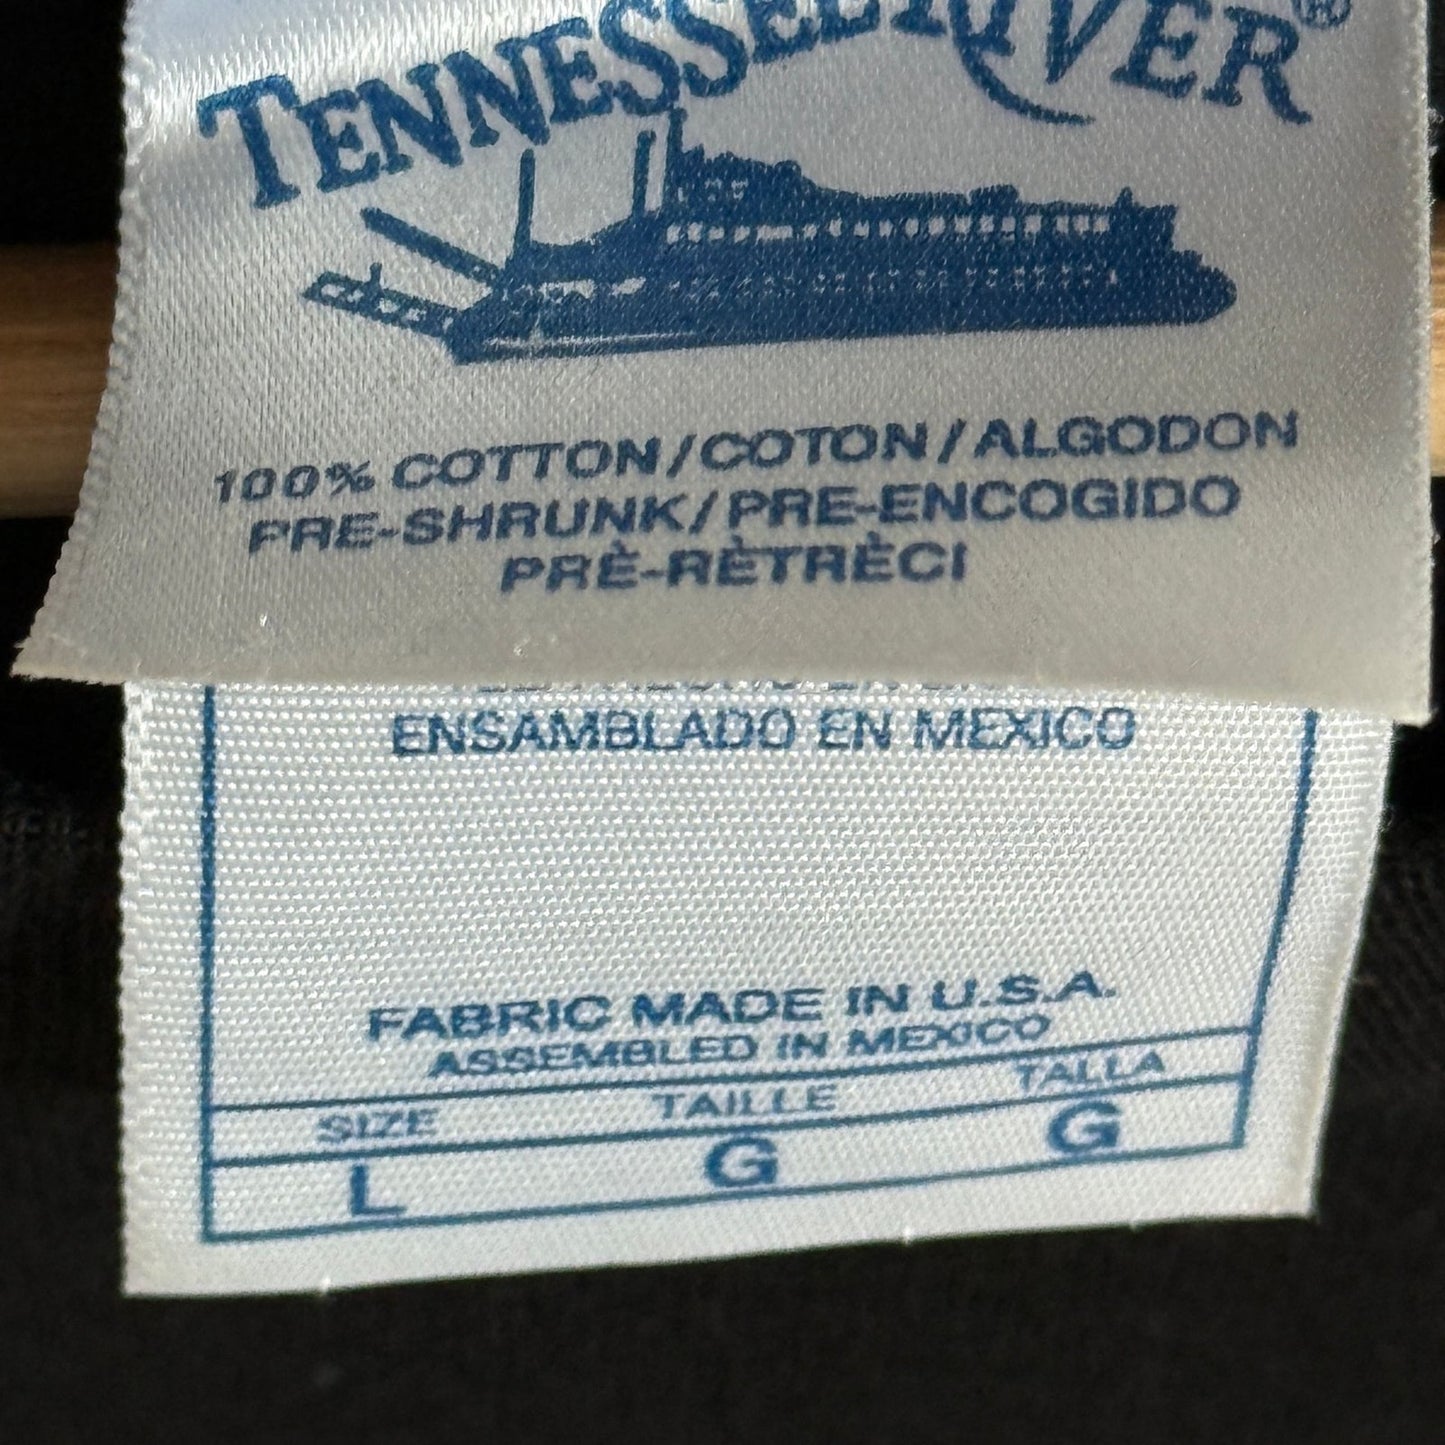 TENNESSEE RIVER®
100% COTTON/COTON/ALGODON
PRE-SHRUNK/PRE-ENCOGIDO
PRÈ-RÈTRÈCI
ENSAMBLADO EN MEXICO
FABRIC MADE IN U.S.A.
ASSEMBLED IN MEXICO
SIZE TAILLE TALLA
L G G